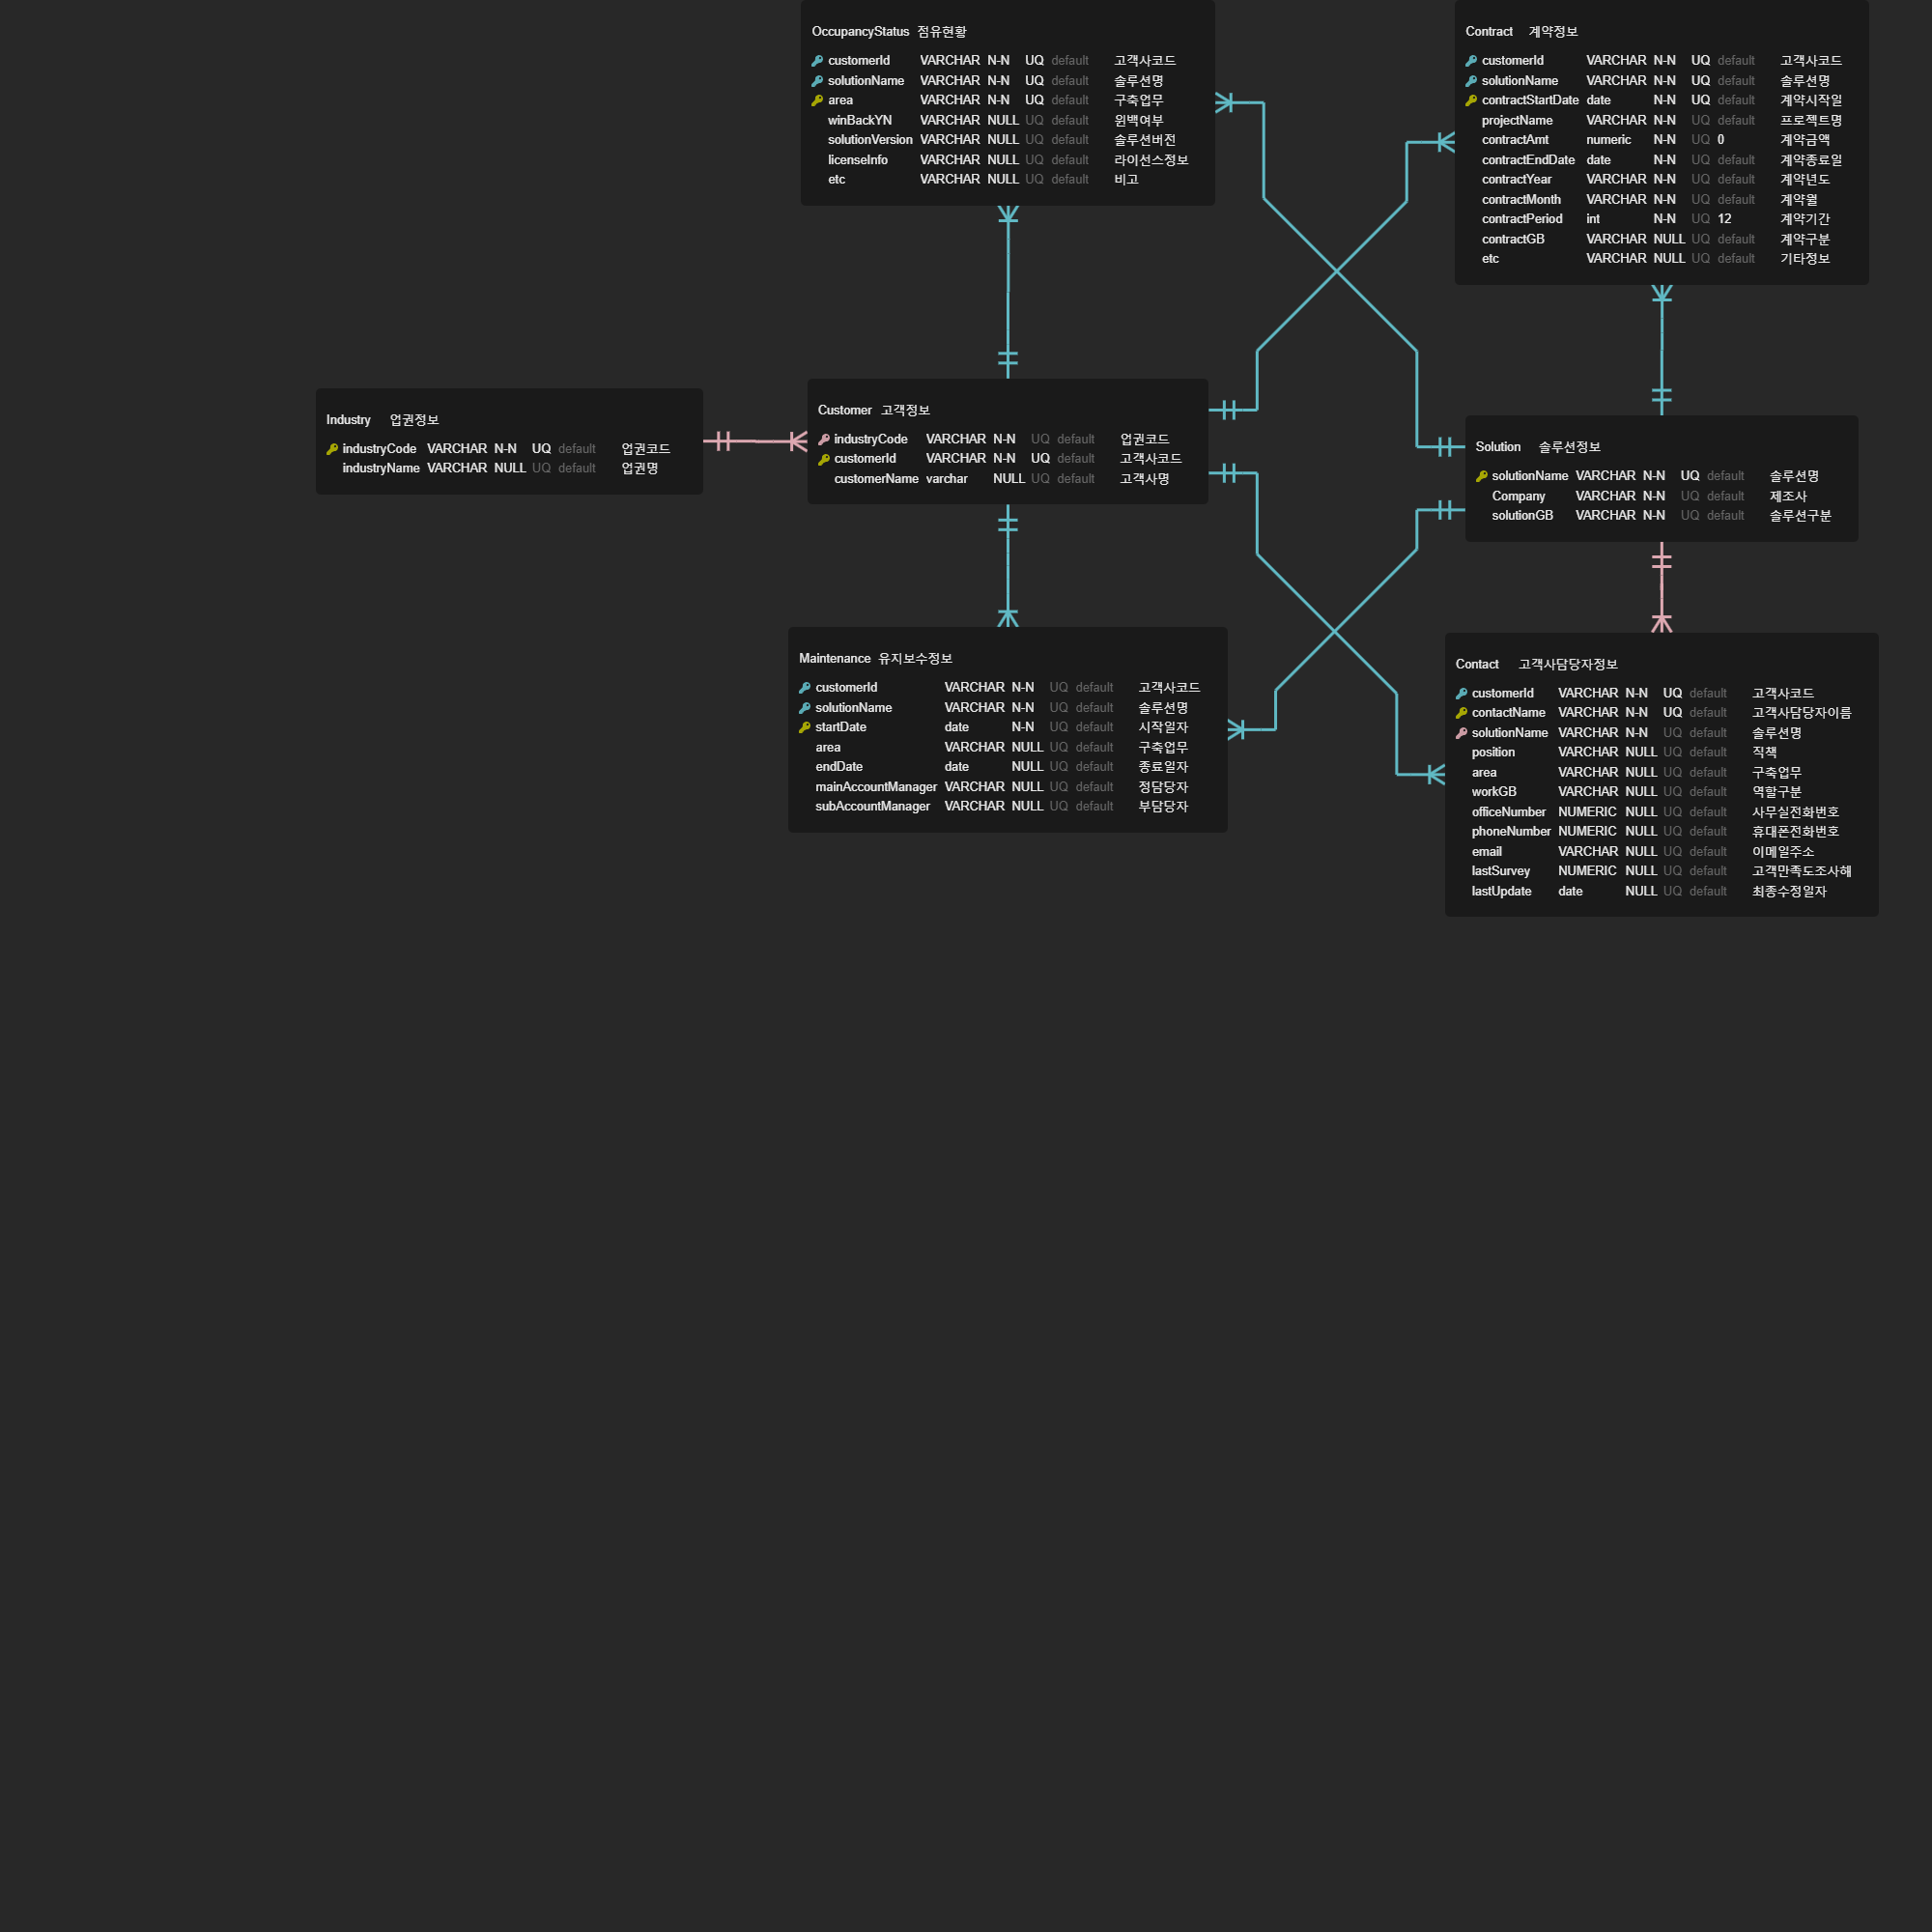 OccupancyStatus 점유현황
customerId VARCHAR N-N UQ default 고객사코드
solutionName VARCHAR N-N UQ default 솔루션명
area VARCHAR N-N UQ default 구축업무
winBackYN VARCHAR NULL UQ default 윈백여부
solutionVersion VARCHAR NULL UQ default 솔루션버전
licenseInfo VARCHAR NULL UQ default 라이선스정보
etc VARCHAR NULL UQ default 비고
Contract 계약정보
customerId VARCHAR N-N UQ default 고객사코드
solutionName VARCHAR N-N UQ default 솔루션명
contractStartDate date N-N UQ default 계약시작일
projectName VARCHAR N-N UQ default 프로젝트명
contractAmt numeric N-N UQ 0 계약금액
contractEndDate date N-N UQ default 계약종료일
contractYear VARCHAR N-N UQ default 계약년도
contractMonth VARCHAR N-N UQ default 계약월
contractPeriod int N-N UQ 12 계약기간
contractGB VARCHAR NULL UQ default 계약구분
etc VARCHAR NULL UQ default 기타정보
Industry 업권정보
industryCode VARCHAR N-N UQ default 업권코드
industryName VARCHAR NULL UQ default 업권명
Customer 고객정보
industryCode VARCHAR N-N UQ default 업권코드
customerId VARCHAR N-N UQ default 고객사코드
customerName varchar NULL UQ default 고객사명
Solution 솔루션정보
solutionName VARCHAR N-N UQ default 솔루션명
Company VARCHAR N-N UQ default 제조사
solutionGB VARCHAR N-N UQ default 솔루션구분
Maintenance 유지보수정보
customerId VARCHAR N-N UQ default 고객사코드
solutionName VARCHAR N-N UQ default 솔루션명
startDate date N-N UQ default 시작일자
area VARCHAR NULL UQ default 구축업무
endDate date NULL UQ default 종료일자
mainAccountManager VARCHAR NULL UQ default 정담당자
subAccountManager VARCHAR NULL UQ default 부담당자
Contact 고객사담당자정보
customerId VARCHAR N-N UQ default 고객사코드
contactName VARCHAR N-N UQ default 고객사담당자이름
solutionName VARCHAR N-N UQ default 솔루션명
position VARCHAR NULL UQ default 직책
area VARCHAR NULL UQ default 구축업무
workGB VARCHAR NULL UQ default 역할구분
officeNumber NUMERIC NULL UQ default 사무실전화번호
phoneNumber NUMERIC NULL UQ default 휴대폰전화번호
email VARCHAR NULL UQ default 이메일주소
lastSurvey NUMERIC NULL UQ default 고객만족도조사해
lastUpdate date NULL UQ default 최종수정일자